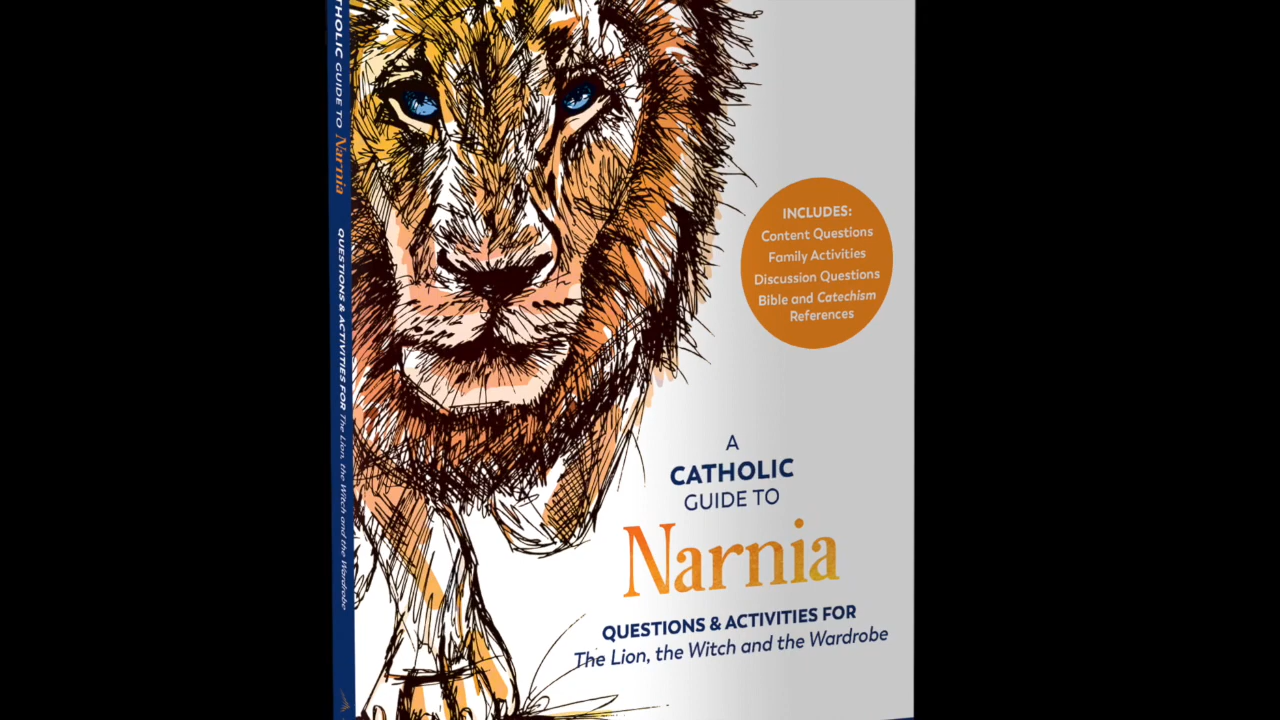 THOLIC GUIDE TO Narnia
QUESTIONS & ACTIVITIES FOR The Lion, the Witch and the Wardrobe
INCLUDES:
Content Questions
Family Activities
Discussion Questions
Bible and Catechism
References
A
CATHOLIC
GUIDE TO
Narnia
QUESTIONS & ACTIVITIES FOR
The Lion, the Witch and the Wardrobe